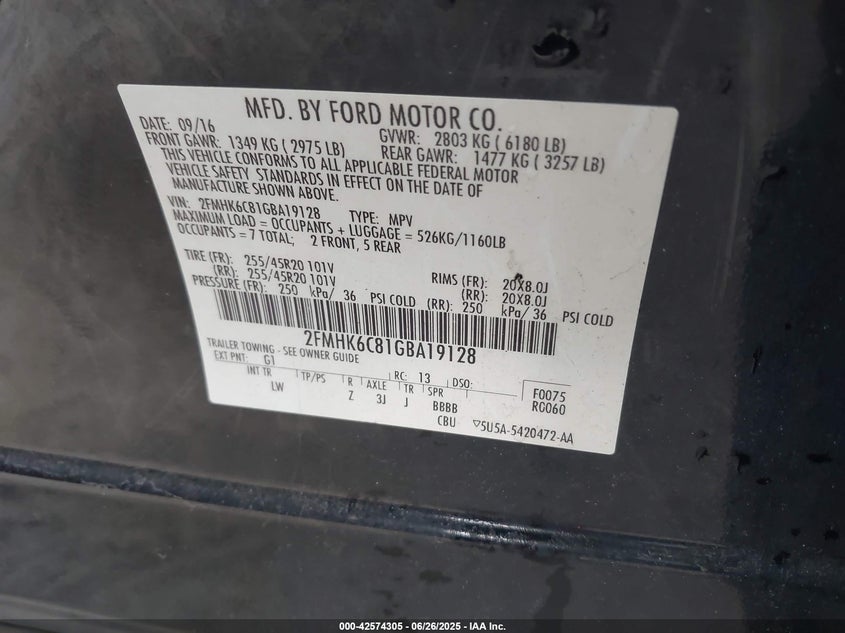 MFD. BY FORD MOTOR CO.
DATE: 09/16 GVWR: 2803 KG ( 6180 LB)
FRONT GAWR: 1349 KG ( 2975 LB) REAR GAWR: 1477 KG ( 3257 LB)
THIS VEHICLE CONFORMS TO ALL APPLICABLE FEDERAL MOTOR
VEHICLE SAFETY STANDARDS IN EFFECT ON THE DATE OF
MANUFACTURE SHOWN ABOVE.
VIN: 2FMHK6C81GBA19128 TYPE: MPV
MAXIMUM LOAD = OCCUPANTS + LUGGAGE = 526KG/1160LB
OCCUPANTS = 7 TOTAL; 2 FRONT, 5 REAR
TIRE (FR): 255/45R20 101V RIMS (FR): 20X8.0J
(RR): 255/45R20 101V (RR): 20X8.0J
PRESSURE (FR): 250 kPa/ 36 PSI COLD (RR): 250 kPa/ 36 PSI COLD
2FMHK6C81GBA19128
TRAILER TOWING - SEE OWNER GUIDE
EXT PNT: G1 RC: 13 DSO: F0075
INT TR TP/PS R AXLE TR SPR RG060
LW Z 3J J BBBB
CBU ▽5U5A-5420472-AA
000-42574305 | 06/26/2025 - IAA Inc.